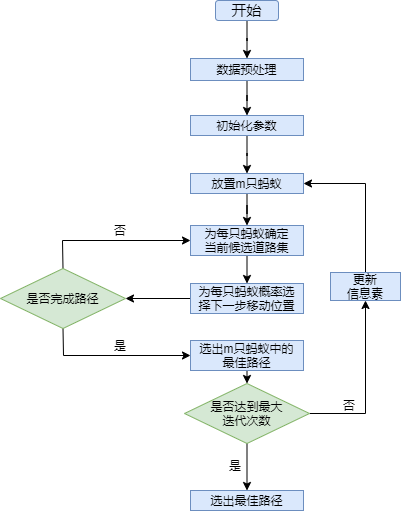 开始
数据预处理
初始化参数
放置m只蚂蚁
否
为每只蚂蚁确定
当前候选道路集
更新
信息素
为每只蚂蚁概率选
择下一步移动位置
是否完成路径
是
选出m只蚂蚁中的
最佳路径
是否达到最大
迭代次数
否
是
选出最佳路径